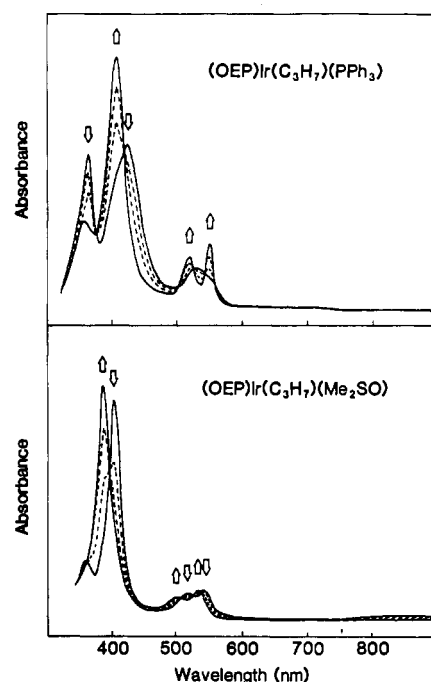 (OEP)Ir(C₃H₇)(PPh₃)
Absorbance
(OEP)Ir(C₃H₇)(Me₂SO)
Absorbance
400 500 600 700 800
Wavelength (nm)